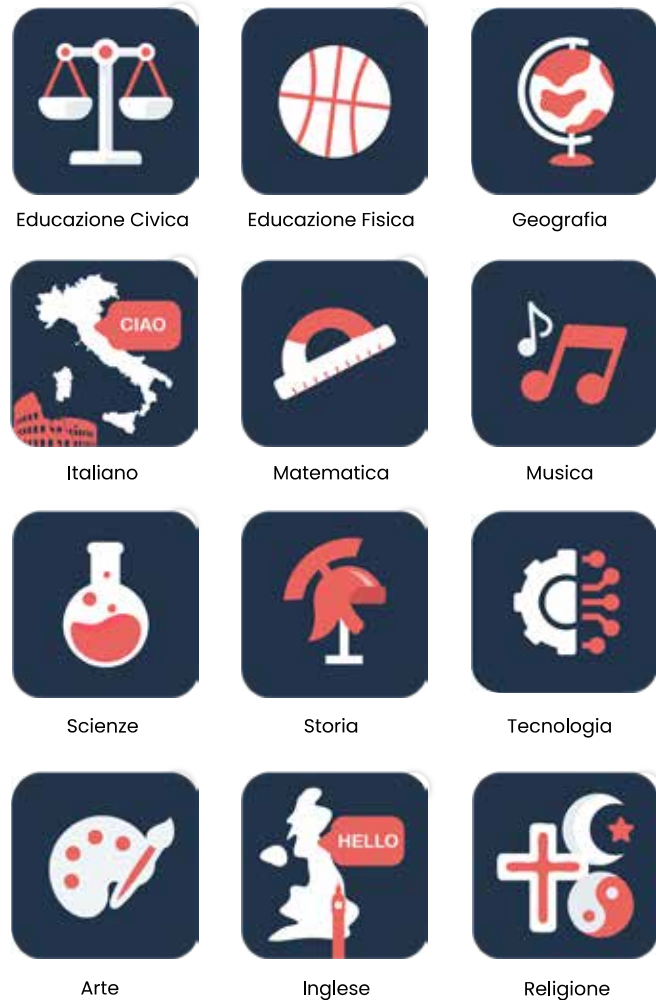 Educazione Civica
Educazione Fisica
Geografia
CIAO
Italiano
Matematica
Musica
Scienze
Storia
Tecnologia
HELLO
Arte
Inglese
Religione